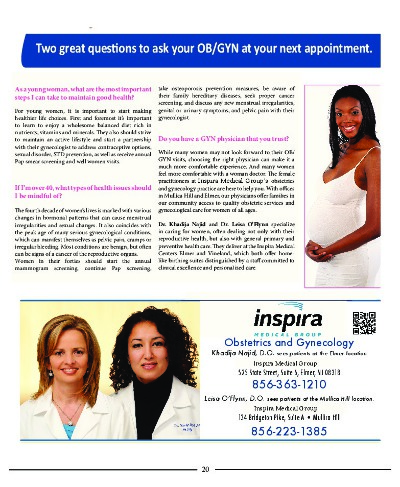 Two great questions to ask your OB/GYN at your next appointment.
As a young woman, what are the most important
steps I can take to maintain good health?
For young women, it is important to start making
healthier life choices. First and foremost it's important
to learn to enjoy a wholesome balanced diet rich in
nutrients, vitamins and minerals. They also should strive
to maintain an active lifestyle and start a partnership
with their gynecologist to address contraceptive options,
sexual disorder, STD prevention, as well as receive annual
Pap smear screening and well women visits.
If I'm over 40, what types of health issues should
I be mindful of?
The fourth decade of women's lives is marked with various
changes in hormonal patterns that can cause menstrual
irregularities and sexual changes. It also coincides with
the peak age of many serious gynecological conditions,
which can manifest themselves as pelvic pain, cramps or
irregular bleeding. Most conditions are benign, but often
can be signs of a cancer of the reproductive organs.
Women in their forties should start the annual
mammogram screening, continue Pap screening,
take osteoporosis prevention measures, be aware of
their family hereditary diseases, seek proper cancer
screening, and discuss any new menstrual irregularities,
genital or urinary symptoms, and pelvic pain with their
gynecologist.
Do you have a GYN physician that you trust?
While many women may not look forward to their OB/
GYN visits, choosing the right physician can make it a
much more comfortable experience. And many women
feel more comfortable with a woman doctor. The female
practitioners at Inspira Medical Group's obstetrics
and gynecology practice are here to help you. With offices
in Mullica Hill and Elmer, our physicians offer families in
our community access to quality obstetric services and
gynecological care for women of all ages.
Dr. Khadija Najid and Dr. Leisa O'Flynn specialize
in caring for women, often dealing not only with their
reproductive health, but also with general primary and
preventive health care. They deliver at the Inspira Medical
Centers Elmer and Vineland, which both offer home-
like birthing suites distinguished by a staff committed to
clinical excellence and personalized care.
inspira
MEDICAL GROUP
Obstetrics and Gynecology
Khadija Najid, D.O. sees patients at the Elmer location.
Inspira Medical Group
525 State Street, Suite 5, Elmer, NJ 08318
856-363-1210
Leisa O'Flynn, D.O. sees patients at the Mullica Hill location.
Inspira Medical Group
134 Bridgeton Pike, Suite A • Mullica Hill
856-223-1385
20